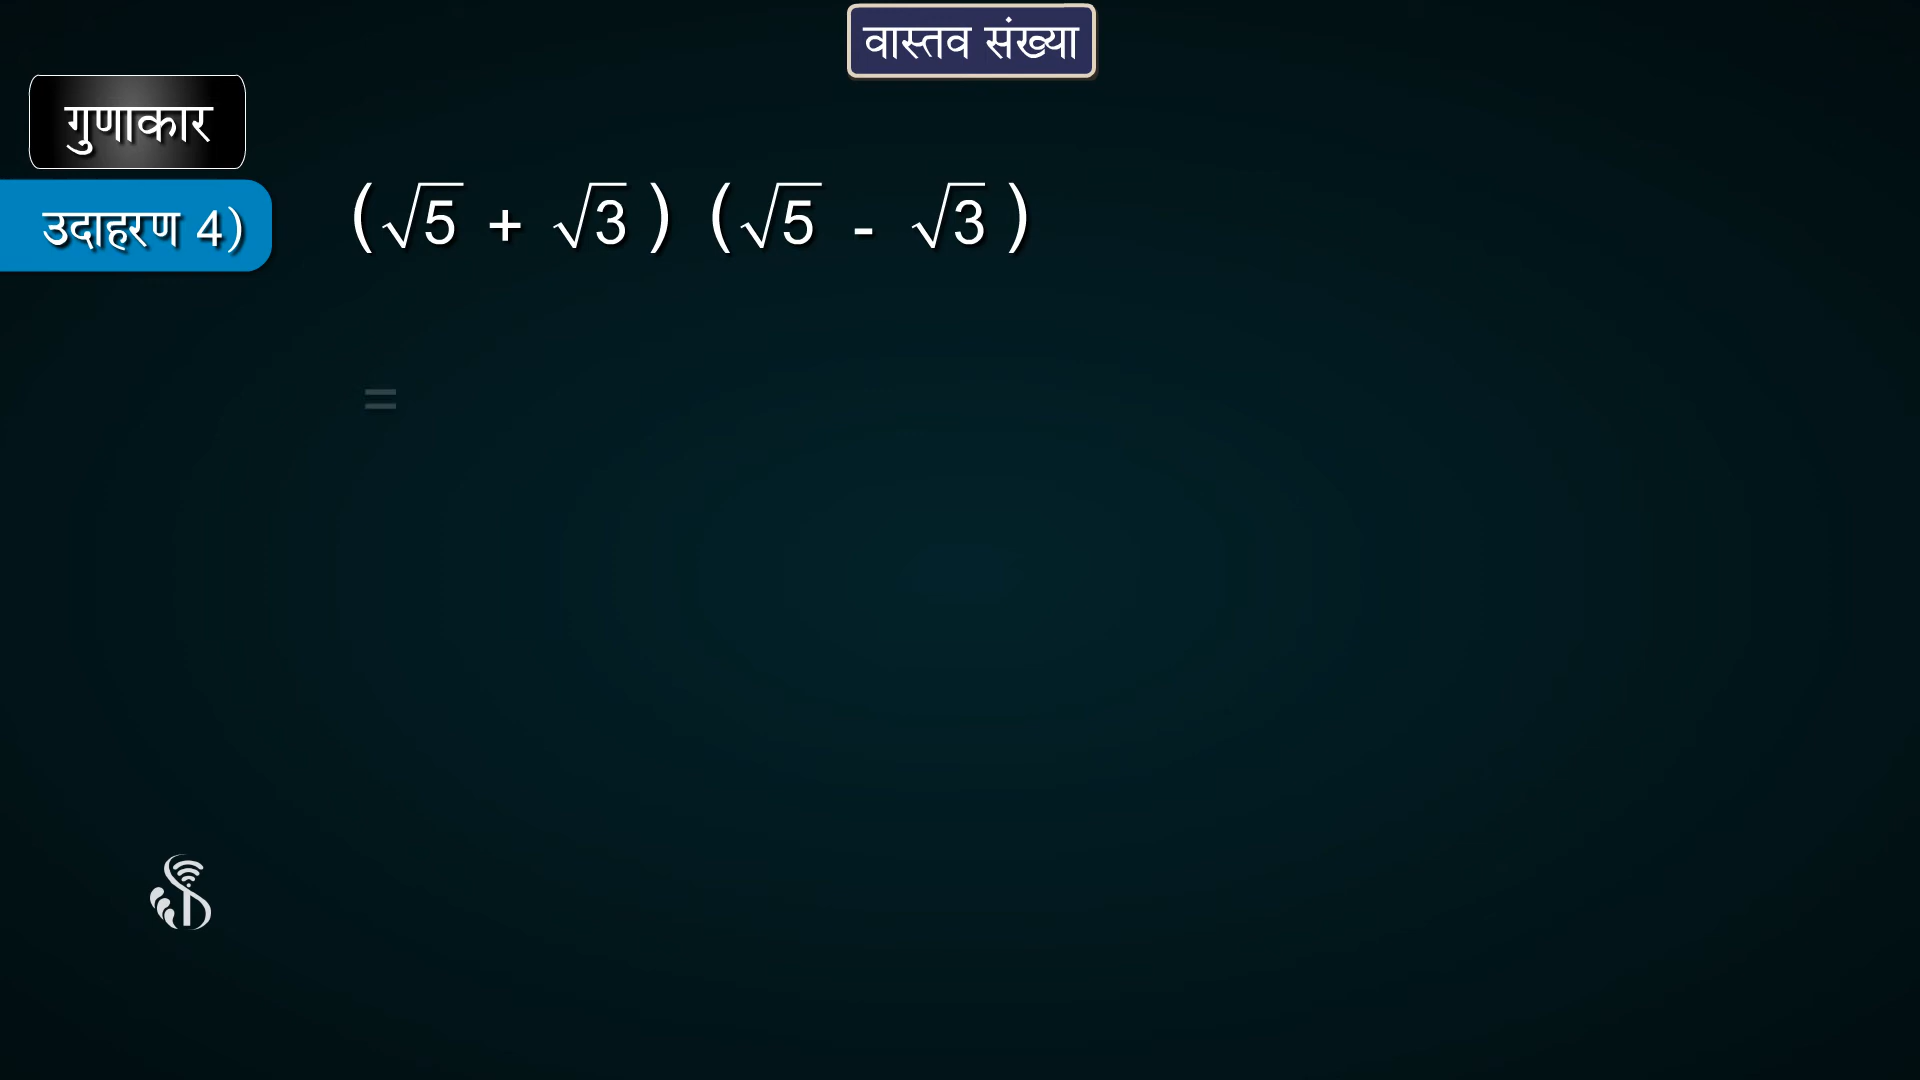 वास्तव संख्या
गुणाकार
उदाहरण 4) (√5 + √3 ) (√5 - √3 )
=